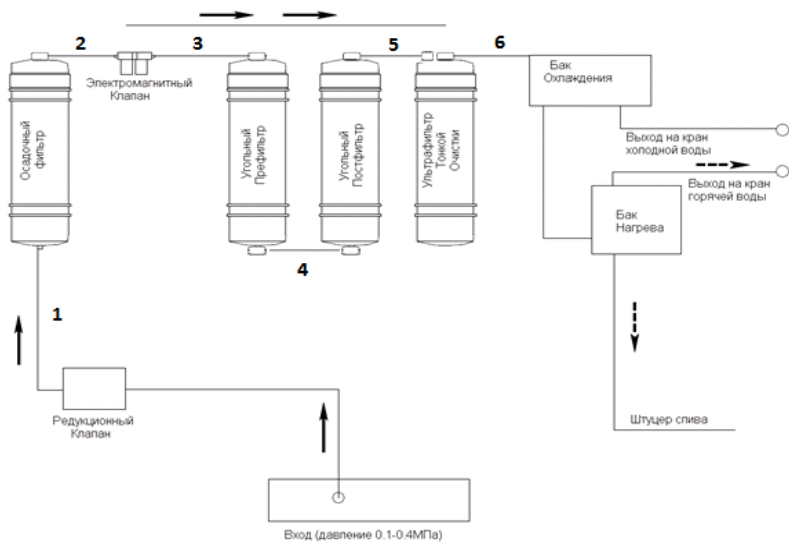 2
3
5
6
Электромагнитный
Клапан
Осадочный
фильтр
Угольный
Префильтр
Угольный
Постфильтр
Ультрафильтр
Тонкой
Очистки
Бак
Охлаждения
Выход на кран
холодной воды
Выход на кран
горячей воды
Бак
Нагрева
4
1
Редукционный
Клапан
Штуцер слива
Вход (давление 0.1-0.4МПа)